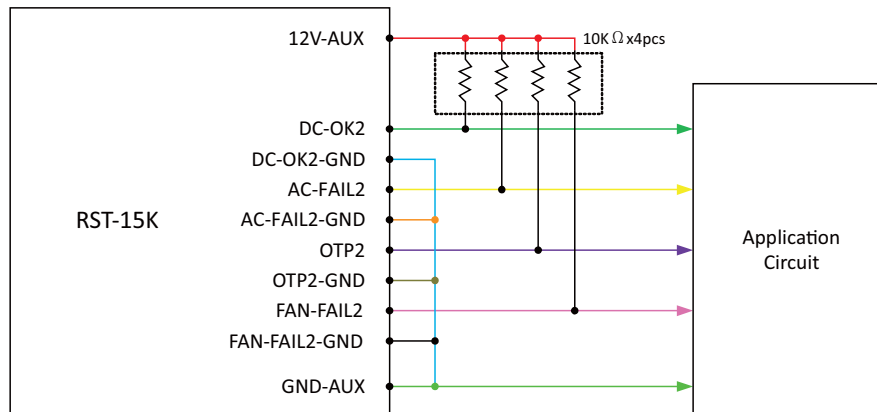 12V-AUX
10KΩx4pcs
DC-OK2
DC-OK2-GND
AC-FAIL2
RST-15K
AC-FAIL2-GND
OTP2
Application
Circuit
OTP2-GND
FAN-FAIL2
FAN-FAIL2-GND
GND-AUX